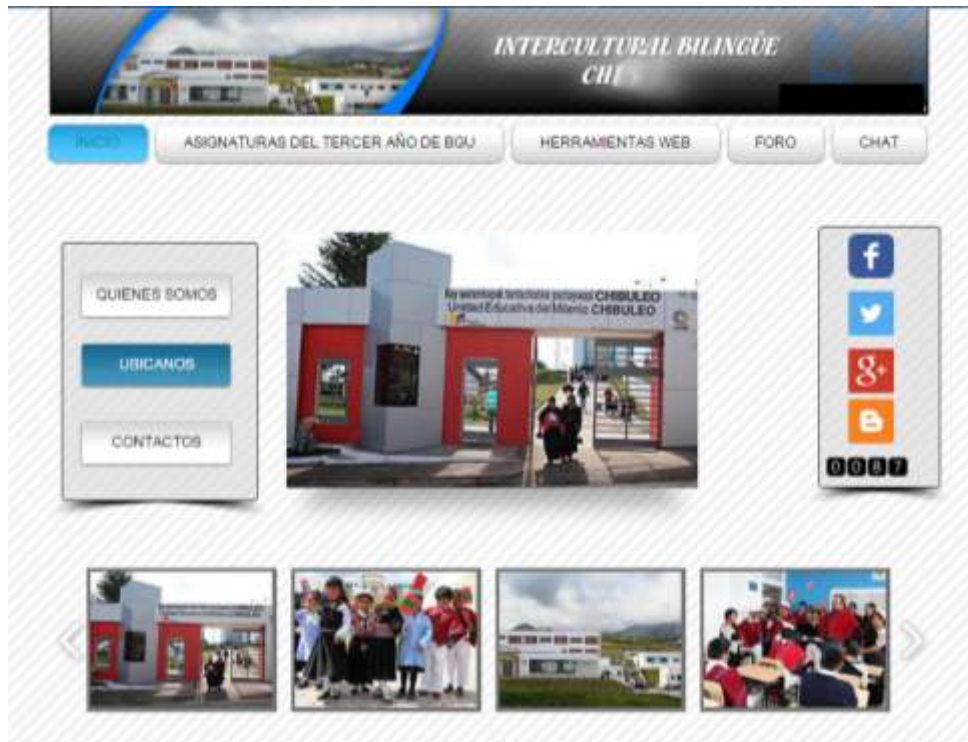 INTERCULTURAL BILINGÜE
CHI
INICIO
ASIGNATURAS DEL TERCER AÑO DE BGU
HERRAMIENTAS WEB
FORO
CHAT
QUIENES SOMOS
UBICANOS
CONTACTOS
CHIBULEO
Unidad Educativa del Milenio CHIBULEO
f
g+
B
0087